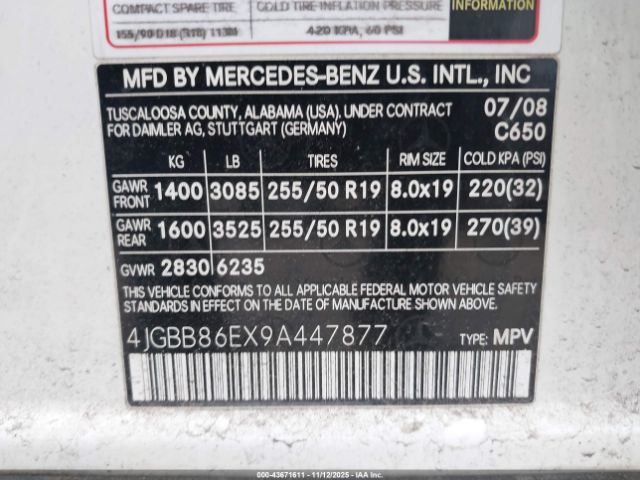 COMPACT SPARE TIRE COLD TIRE INFLATION PRESSURE INFORMATION
155/90 D18 (T18) 113M 420 KPA, 60 PSI
MFD BY MERCEDES-BENZ U.S. INTL., INC
TUSCALOOSA COUNTY, ALABAMA (USA), UNDER CONTRACT 07/08
FOR DAIMLER AG, STUTTGART (GERMANY) C650
KG LB TIRES RIM SIZE COLD KPA (PSI)
GAWR FRONT 1400 3085 255/50 R19 8.0x19 220(32)
GAWR REAR 1600 3525 255/50 R19 8.0x19 270(39)
GVWR 2830 6235
THIS VEHICLE CONFORMS TO ALL APPLICABLE FEDERAL MOTOR VEHICLE SAFETY
STANDARDS IN EFFECT ON THE DATE OF MANUFACTURE SHOWN ABOVE.
4JGBB86EX9A447877 TYPE: MPV
000-43671611 - 11/12/2025 - IAAI.COM